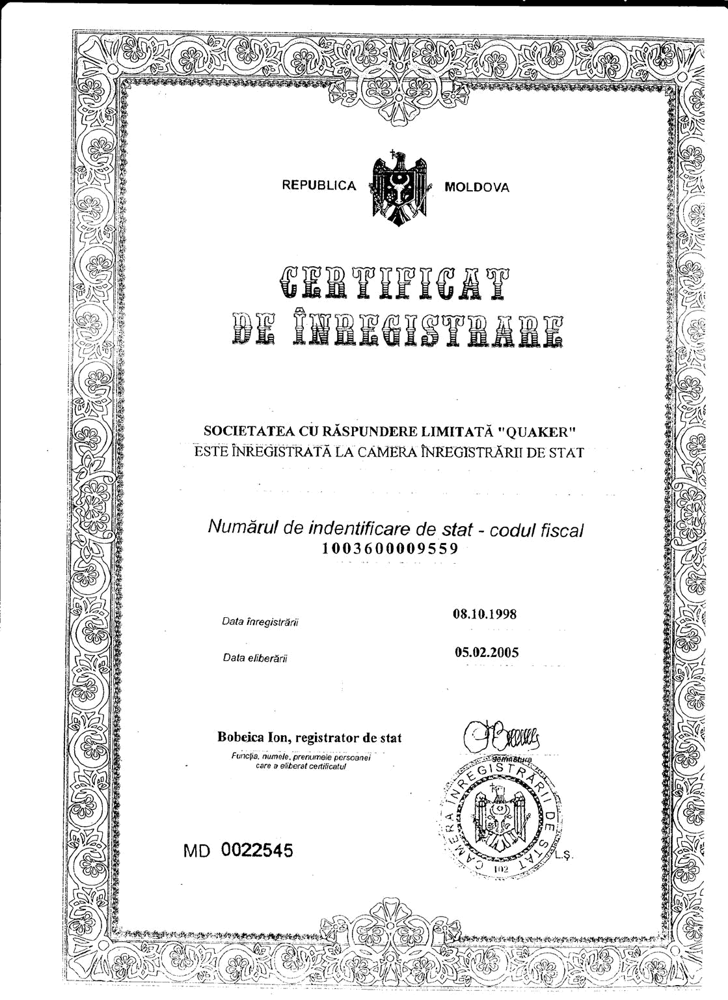 REPUBLICA MOLDOVA
CERTIFICAT
DE ÎNREGISTRARE
SOCIETATEA CU RĂSPUNDERE LIMITATĂ "QUAKER"
ESTE ÎNREGISTRATĂ LA CAMERA ÎNREGISTRĂRII DE STAT
Numărul de indentificare de stat - codul fiscal
1003600009559
Data înregistrării 08.10.1998
Data eliberării 05.02.2005
Bobeica Ion, registrator de stat
Funcţia, numele, prenumele persoanei
care a eliberat certificatul
semnătura
CAMERA ÎNREGISTRĂRII DE STAT
102
L.Ş.
MD 0022545